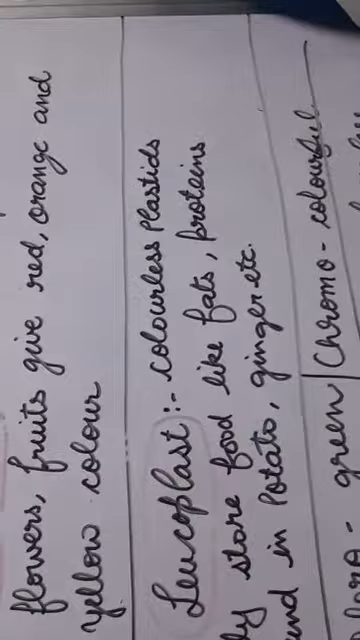 flowers, fruits give red, orange and
yellow colour
Leucoplast :- colourless Plastids
store food like fats, proteins
in Potato, ginger etc.
- green | Chromo - colourful